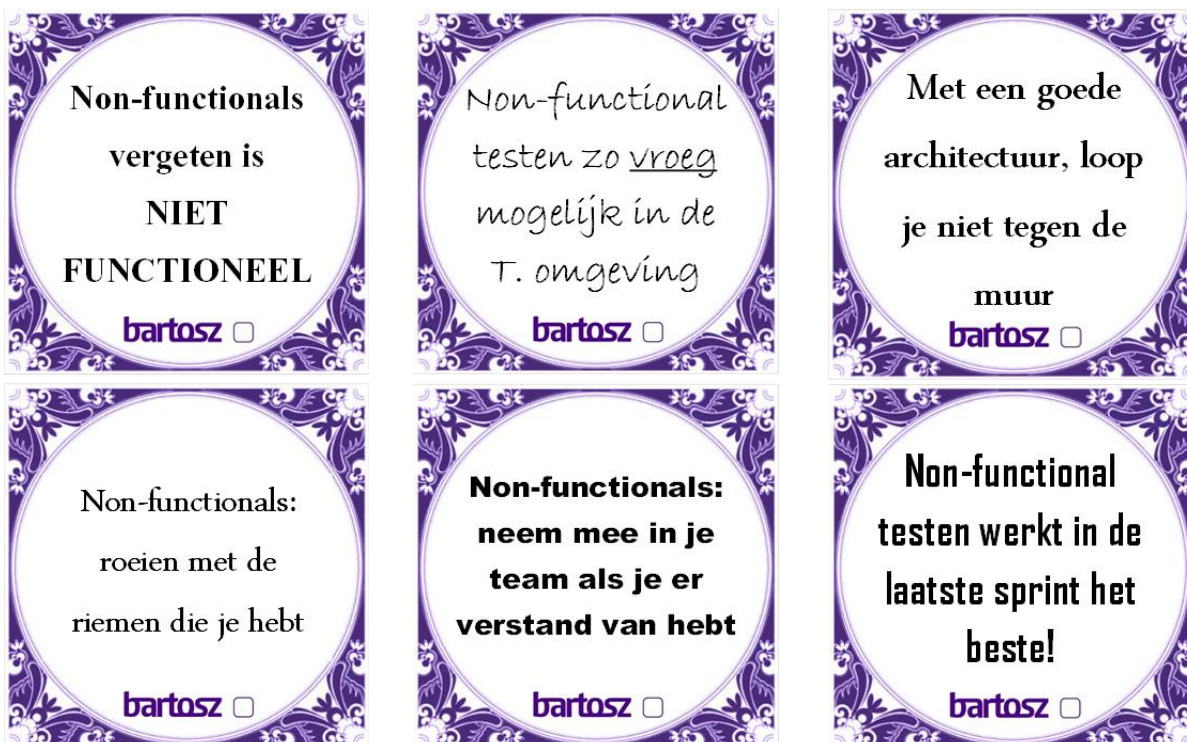 Non-functionals
vergeten is
NIET
FUNCTIONEEL
bartosz
Non-functional
testen zo vroeg
mogelijk in de
T. omgeving
bartosz
Met een goede
architectuur, loop
je niet tegen de
muur
bartosz
Non-functionals:
roeien met de
riemen die je hebt
bartosz
Non-functionals:
neem mee in je
team als je er
verstand van hebt
bartosz
Non-functional
testen werkt in de
laatste sprint het
beste!
bartosz